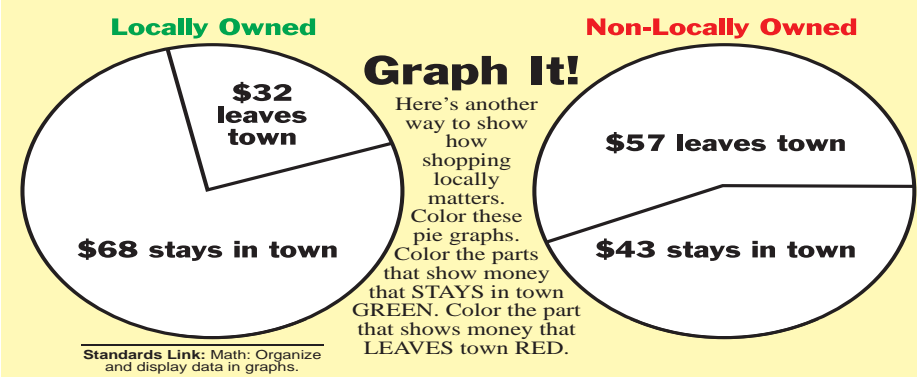 Locally Owned
$32
leaves
town
$68 stays in town
Standards Link: Math: Organize
and display data in graphs.
Graph It!
Here's another
way to show
how
shopping
locally
matters.
Color these
pie graphs.
Color the parts
that show money
that STAYS in town
GREEN. Color the part
that shows money that
LEAVES town RED.
Non-Locally Owned
$57 leaves town
$43 stays in town